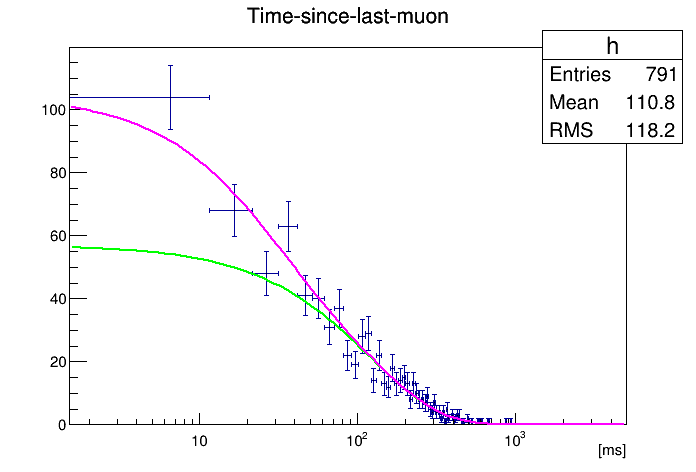 Time-since-last-muon
h
Entries 791
Mean 110.8
RMS 118.2
100
80
60
40
20
0
10
10²
10³
[ms]